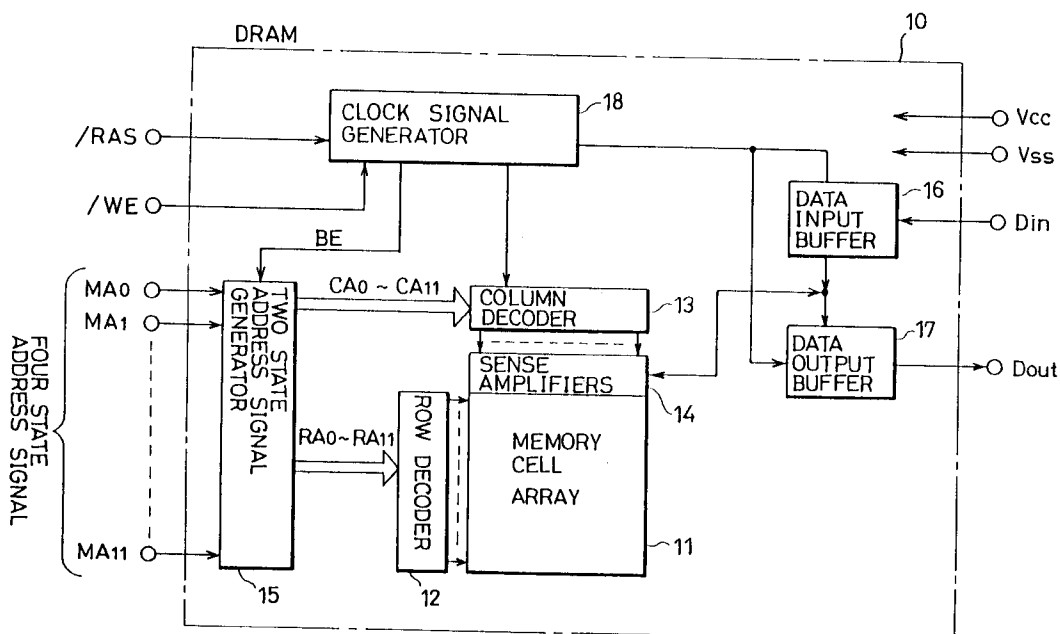 DRAM
10
CLOCK SIGNAL
GENERATOR
18
/RAS
/WE
Vcc
Vss
16
DATA
INPUT
BUFFER
Din
BE
MA0
MA1
MA11
FOUR STATE
ADDRESS SIGNAL
TWO STATE
ADDRESS SIGNAL
GENERATOR
15
CA0 ~ CA11
COLUMN
DECODER
13
SENSE
AMPLIFIERS
14
RA0~RA11
ROW DECODER
12
MEMORY
CELL
ARRAY
11
17
DATA
OUTPUT
BUFFER
Dout